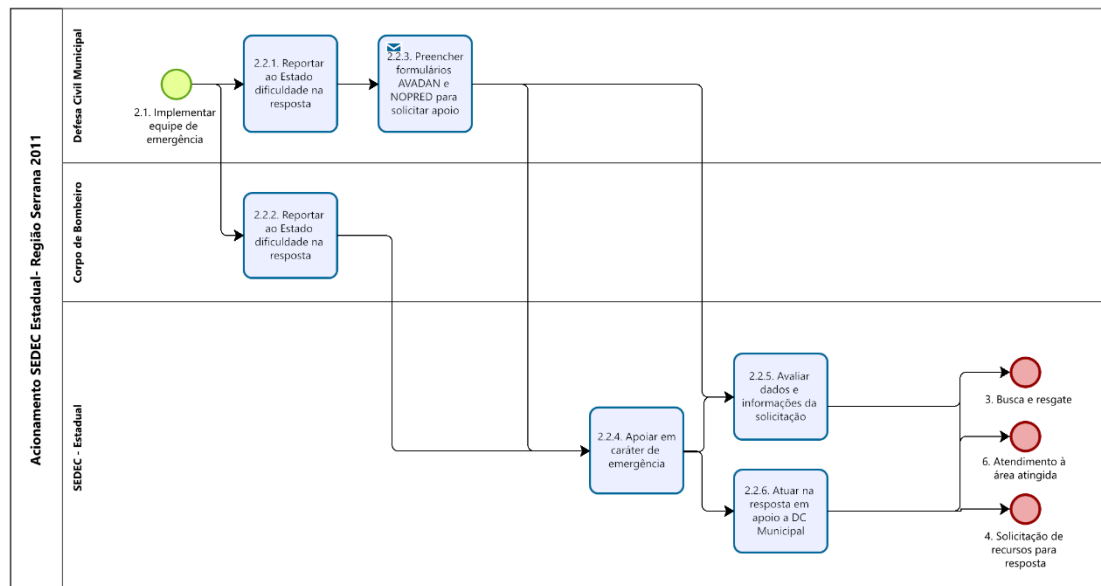 Acionamento SEDEC Estadual- Região Serrana 2011
Defesa Civil Municipal
2.1. Implementar
equipe de
emergência
2.2.1. Reportar
ao Estado
dificuldade na
resposta
2.2.3. Preencher
formulários
AVADAN e
NOPRED para
solicitar apoio
Corpo de Bombeiro
2.2.2. Reportar
ao Estado
dificuldade na
resposta
SEDEC - Estadual
2.2.4. Apoiar em
caráter de
emergência
2.2.5. Avaliar
dados e
informações da
solicitação
2.2.6. Atuar na
resposta em
apoio a DC
Municipal
3. Busca e resgate
6. Atendimento à
área atingida
4. Solicitação de
recursos para
resposta